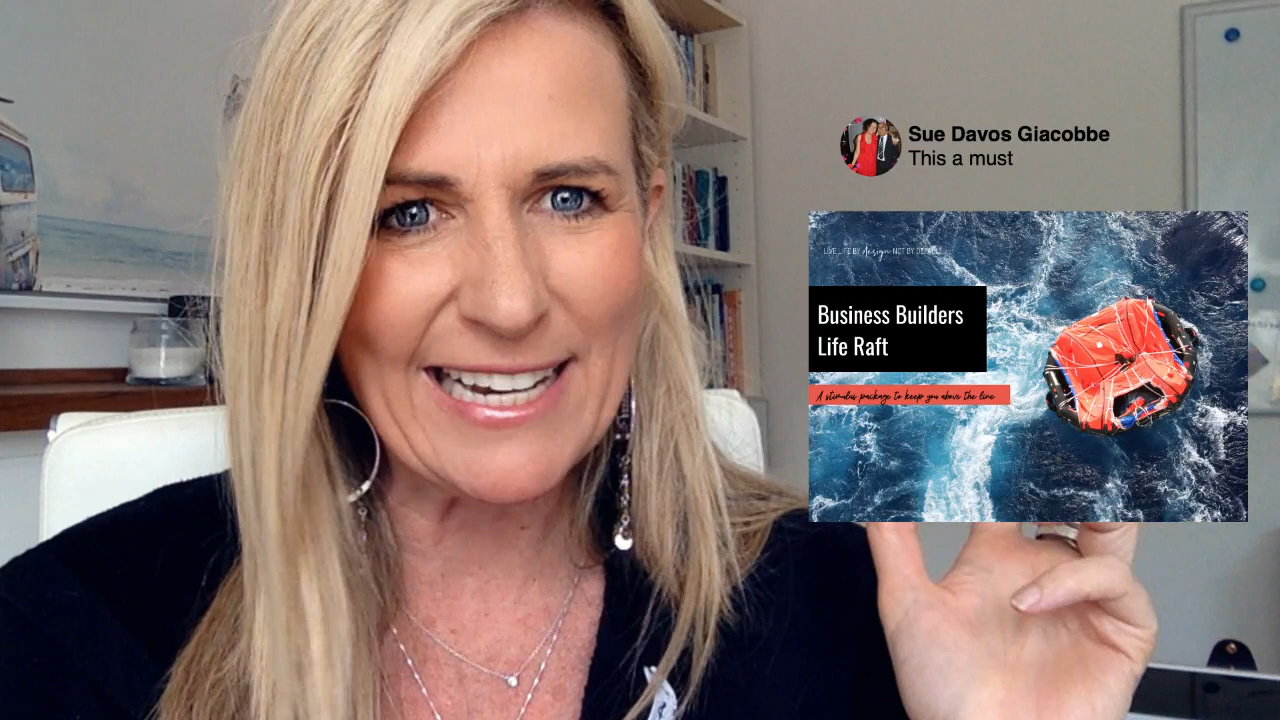 Sue Davos Giacobbe
This a must
LIVE LIFE BY design NOT BY DEFAULT
Business Builders
Life Raft
A stimulus package to keep you above the line